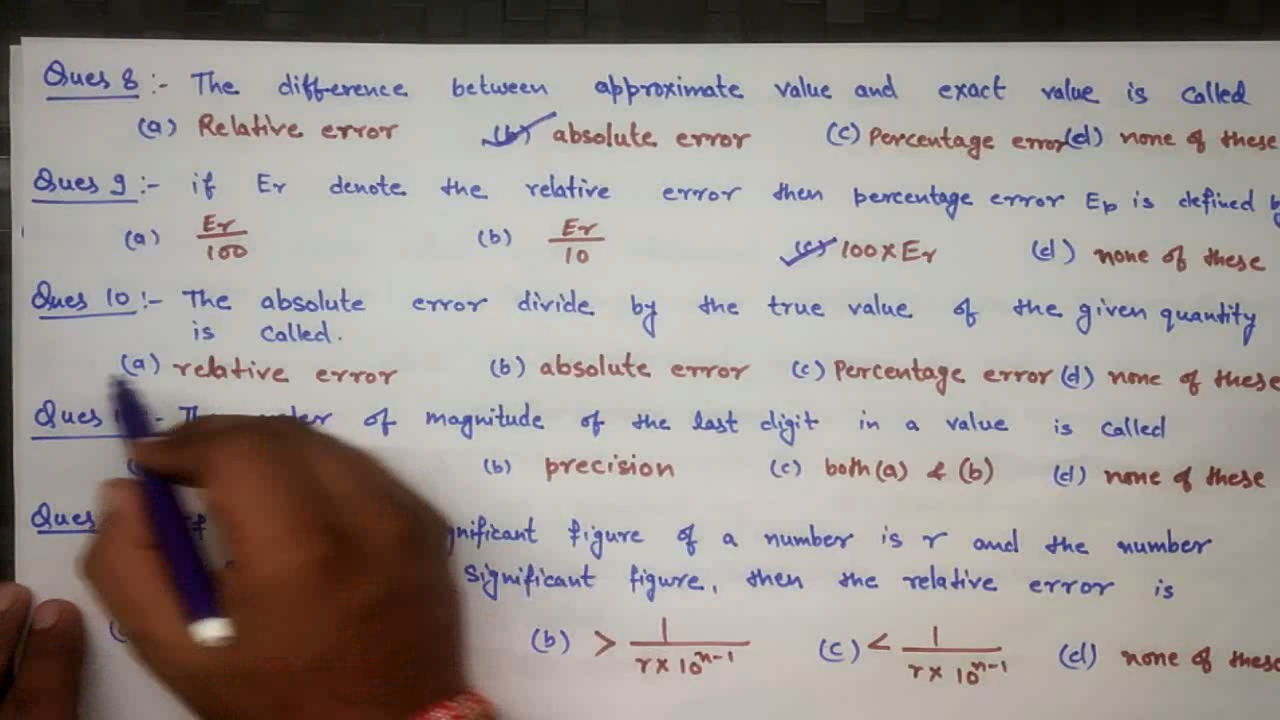 Ques 8 :- The difference between approximate value and exact value is called
(a) Relative error (b) absolute error (c) Percentage error (d) none of these
Ques 9 :- if Er denote the relative error then percentage error Ep is defined by
(a) Er/100 (b) Er/10 (c) 100×Er (d) none of these
Ques 10 :- The absolute error divide by the true value of the given quantity
is called.
(a) relative error (b) absolute error (c) Percentage error (d) none of these
Ques :- of magnitude of the last digit in a value is called
(b) precision (c) both (a) & (b) (d) none of these
Ques figure of a number is r and the number
significant figure, then the relative error is
(b) > 1/r×10^n-1 (c) < 1/r×10^n-1 (d) none of these